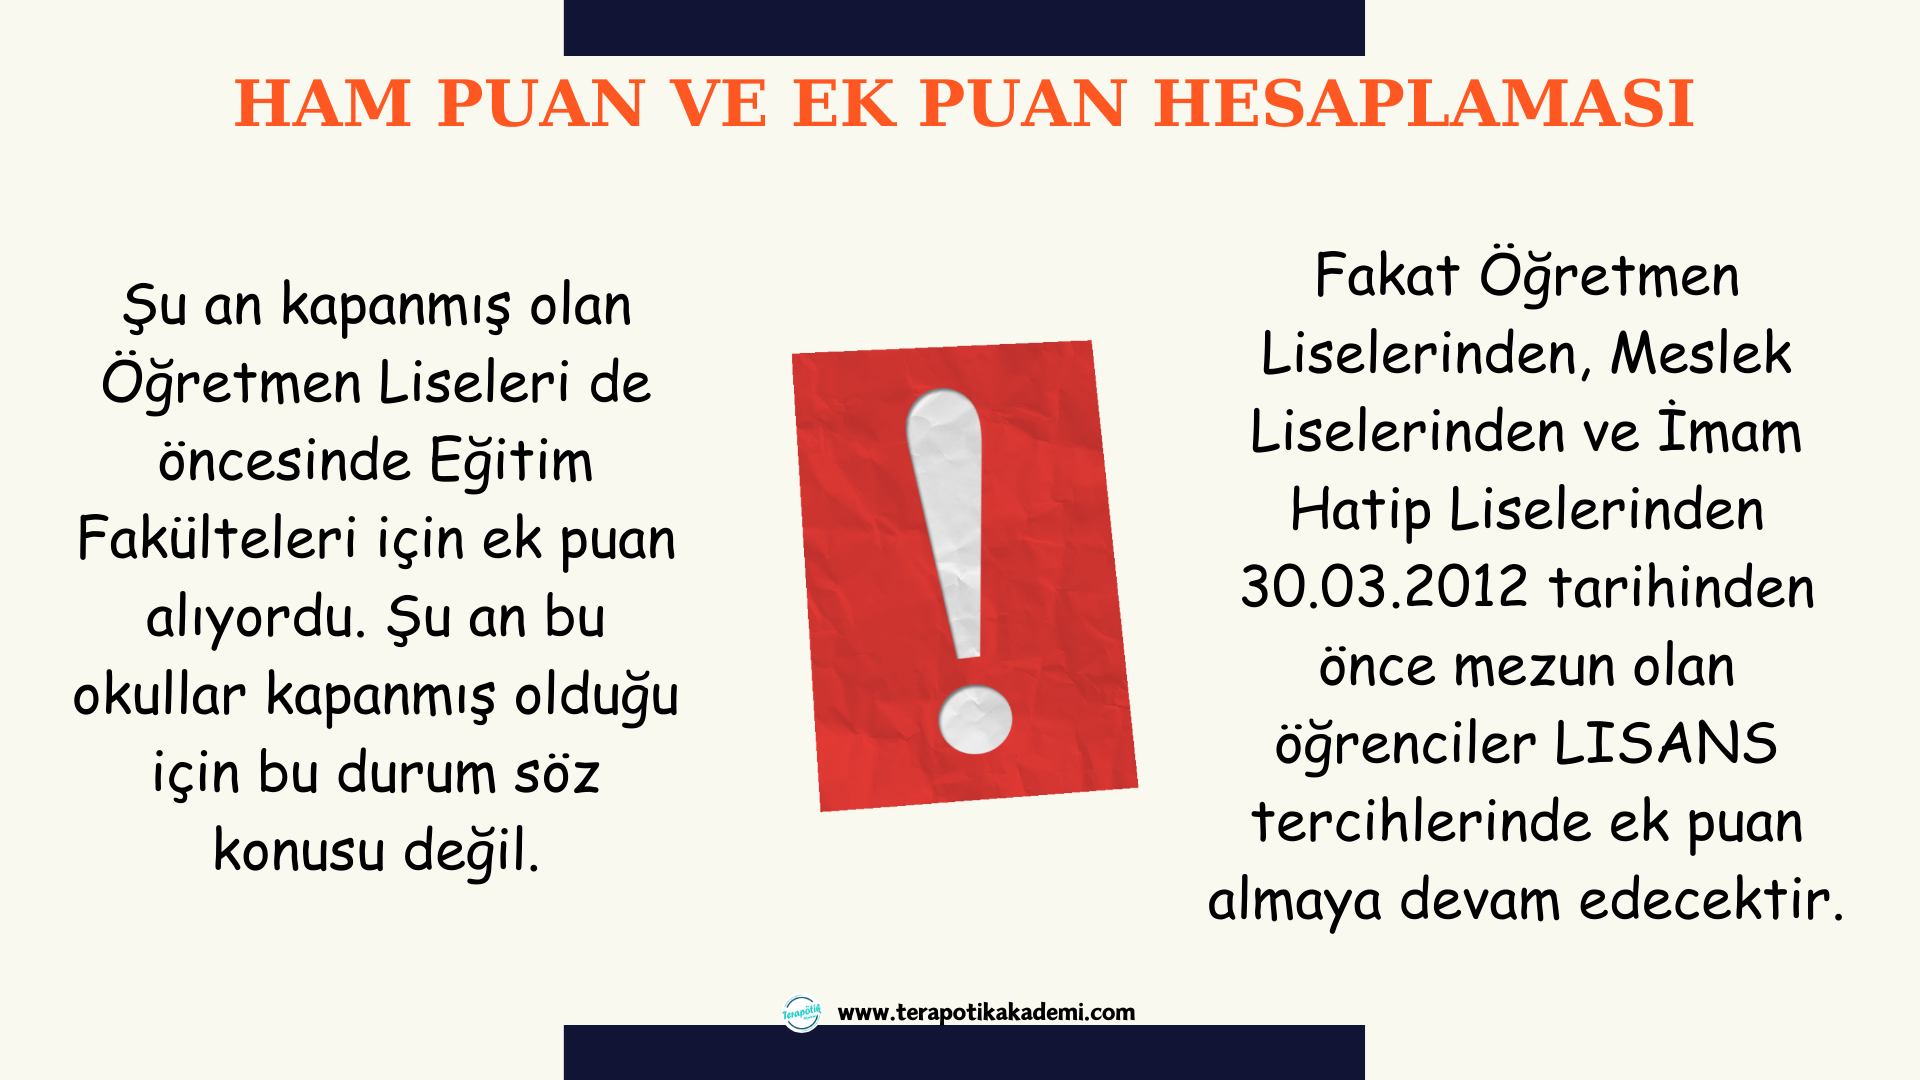 HAM PUAN VE EK PUAN HESAPLAMASI
Şu an kapanmış olan
Öğretmen Liseleri de
öncesinde Eğitim
Fakülteleri için ek puan
alıyordu. Şu an bu
okullar kapanmış olduğu
için bu durum söz
konusu değil.
Fakat Öğretmen
Liselerinden, Meslek
Liselerinden ve İmam
Hatip Liselerinden
30.03.2012 tarihinden
önce mezun olan
öğrenciler LISANS
tercihlerinde ek puan
almaya devam edecektir.
Terapötik
www.terapotikakademi.com